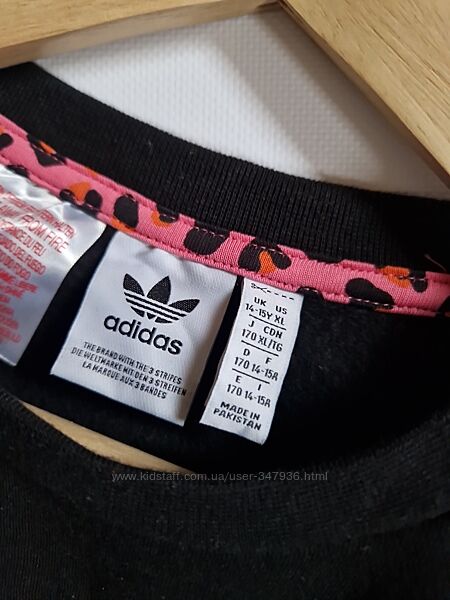 FROM FIRE
adidas
THE BRAND WITH THE 3 STRIPES
DIE WELTMARKE MIT DEN 3 STREIFEN
LA MARQUE AUX 3 BANDES
UK US
14-15Y XL
J CDN
170 XL/TG
D F
170 14-15A
E I
170 14-15A
MADE IN
PAKISTAN
www.kidstaff.com.ua/user-347936.html